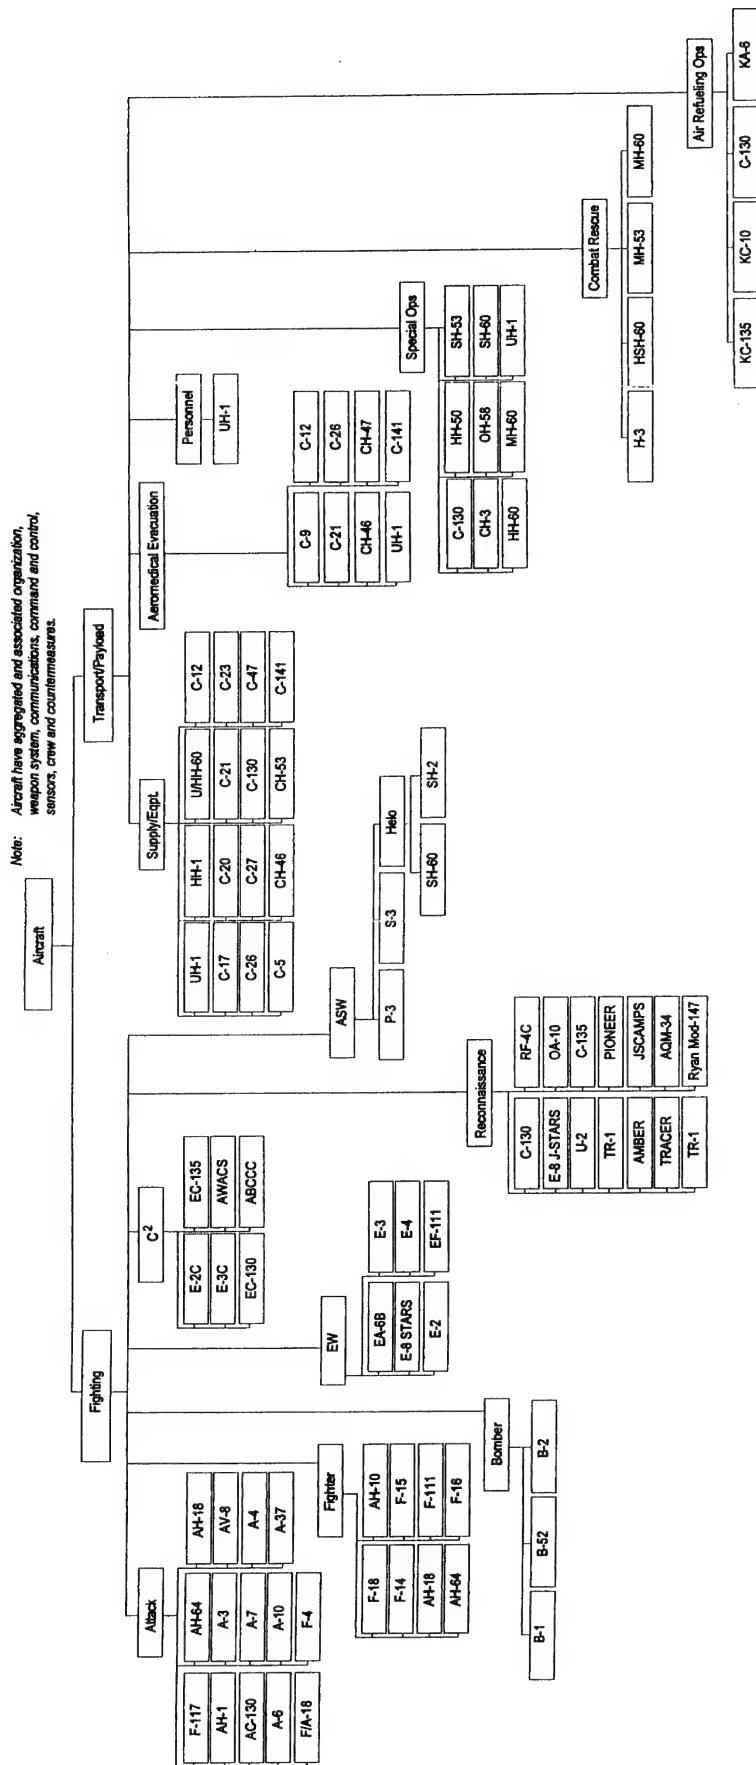 Note: Aircraft have aggregated and associated organization,
weapon system, communications, command and control,
sensors, crew and countermeasures.
Aircraft
Fighting
Transport/Payload
Attack
F-117
AH-64
AH-18
AH-1
A-3
AV-8
AC-130
A-7
A-4
A-6
A-10
A-37
F/A-18
F-4
Fighter
F-18
AH-10
F-14
F-15
AH-18
F-111
AH-64
F-16
Bomber
B-1
B-52
B-2
C2
E-2C
EC-135
E-3C
AWACS
EC-130
ABCCC
EW
EA-6B
E-3
E-8 STARS
E-4
E-2
EF-111
Reconnaissance
C-130
RF-4C
E-8 J-STARS
OA-10
U-2
C-135
TR-1
PIONEER
AMBER
JSCAMPS
TRACER
AQM-34
TR-1
Ryan Mod-147
ASW
P-3
S-3
Helo
SH-60
SH-2
Supply/Eqpt.
UH-1
HH-1
U/HH-60
C-12
C-17
C-20
C-21
C-23
C-26
C-27
C-130
C-47
C-5
CH-46
CH-53
C-141
Aeromedical Evacuation
C-9
C-12
C-21
C-26
CH-46
CH-47
UH-1
C-141
Personnel
UH-1
Special Ops
C-130
HH-50
SH-53
CH-3
OH-58
SH-60
HH-60
MH-60
UH-1
Combat Rescue
H-3
HSH-60
MH-53
MH-60
Air Refueling Ops
KC-135
KC-10
C-130
KA-6